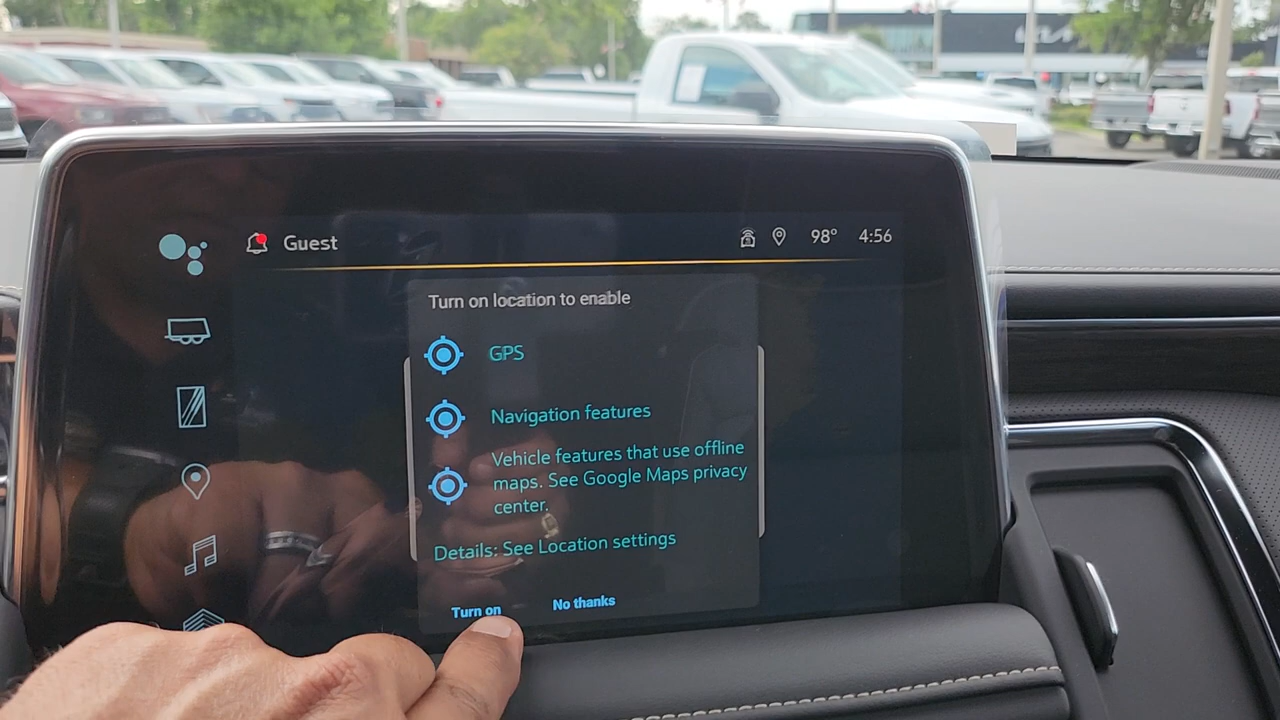 Guest
98° 4:56
Turn on location to enable
GPS
Navigation features
Vehicle features that use offline
maps. See Google Maps privacy
center.
Details: See Location settings
Turn on No thanks